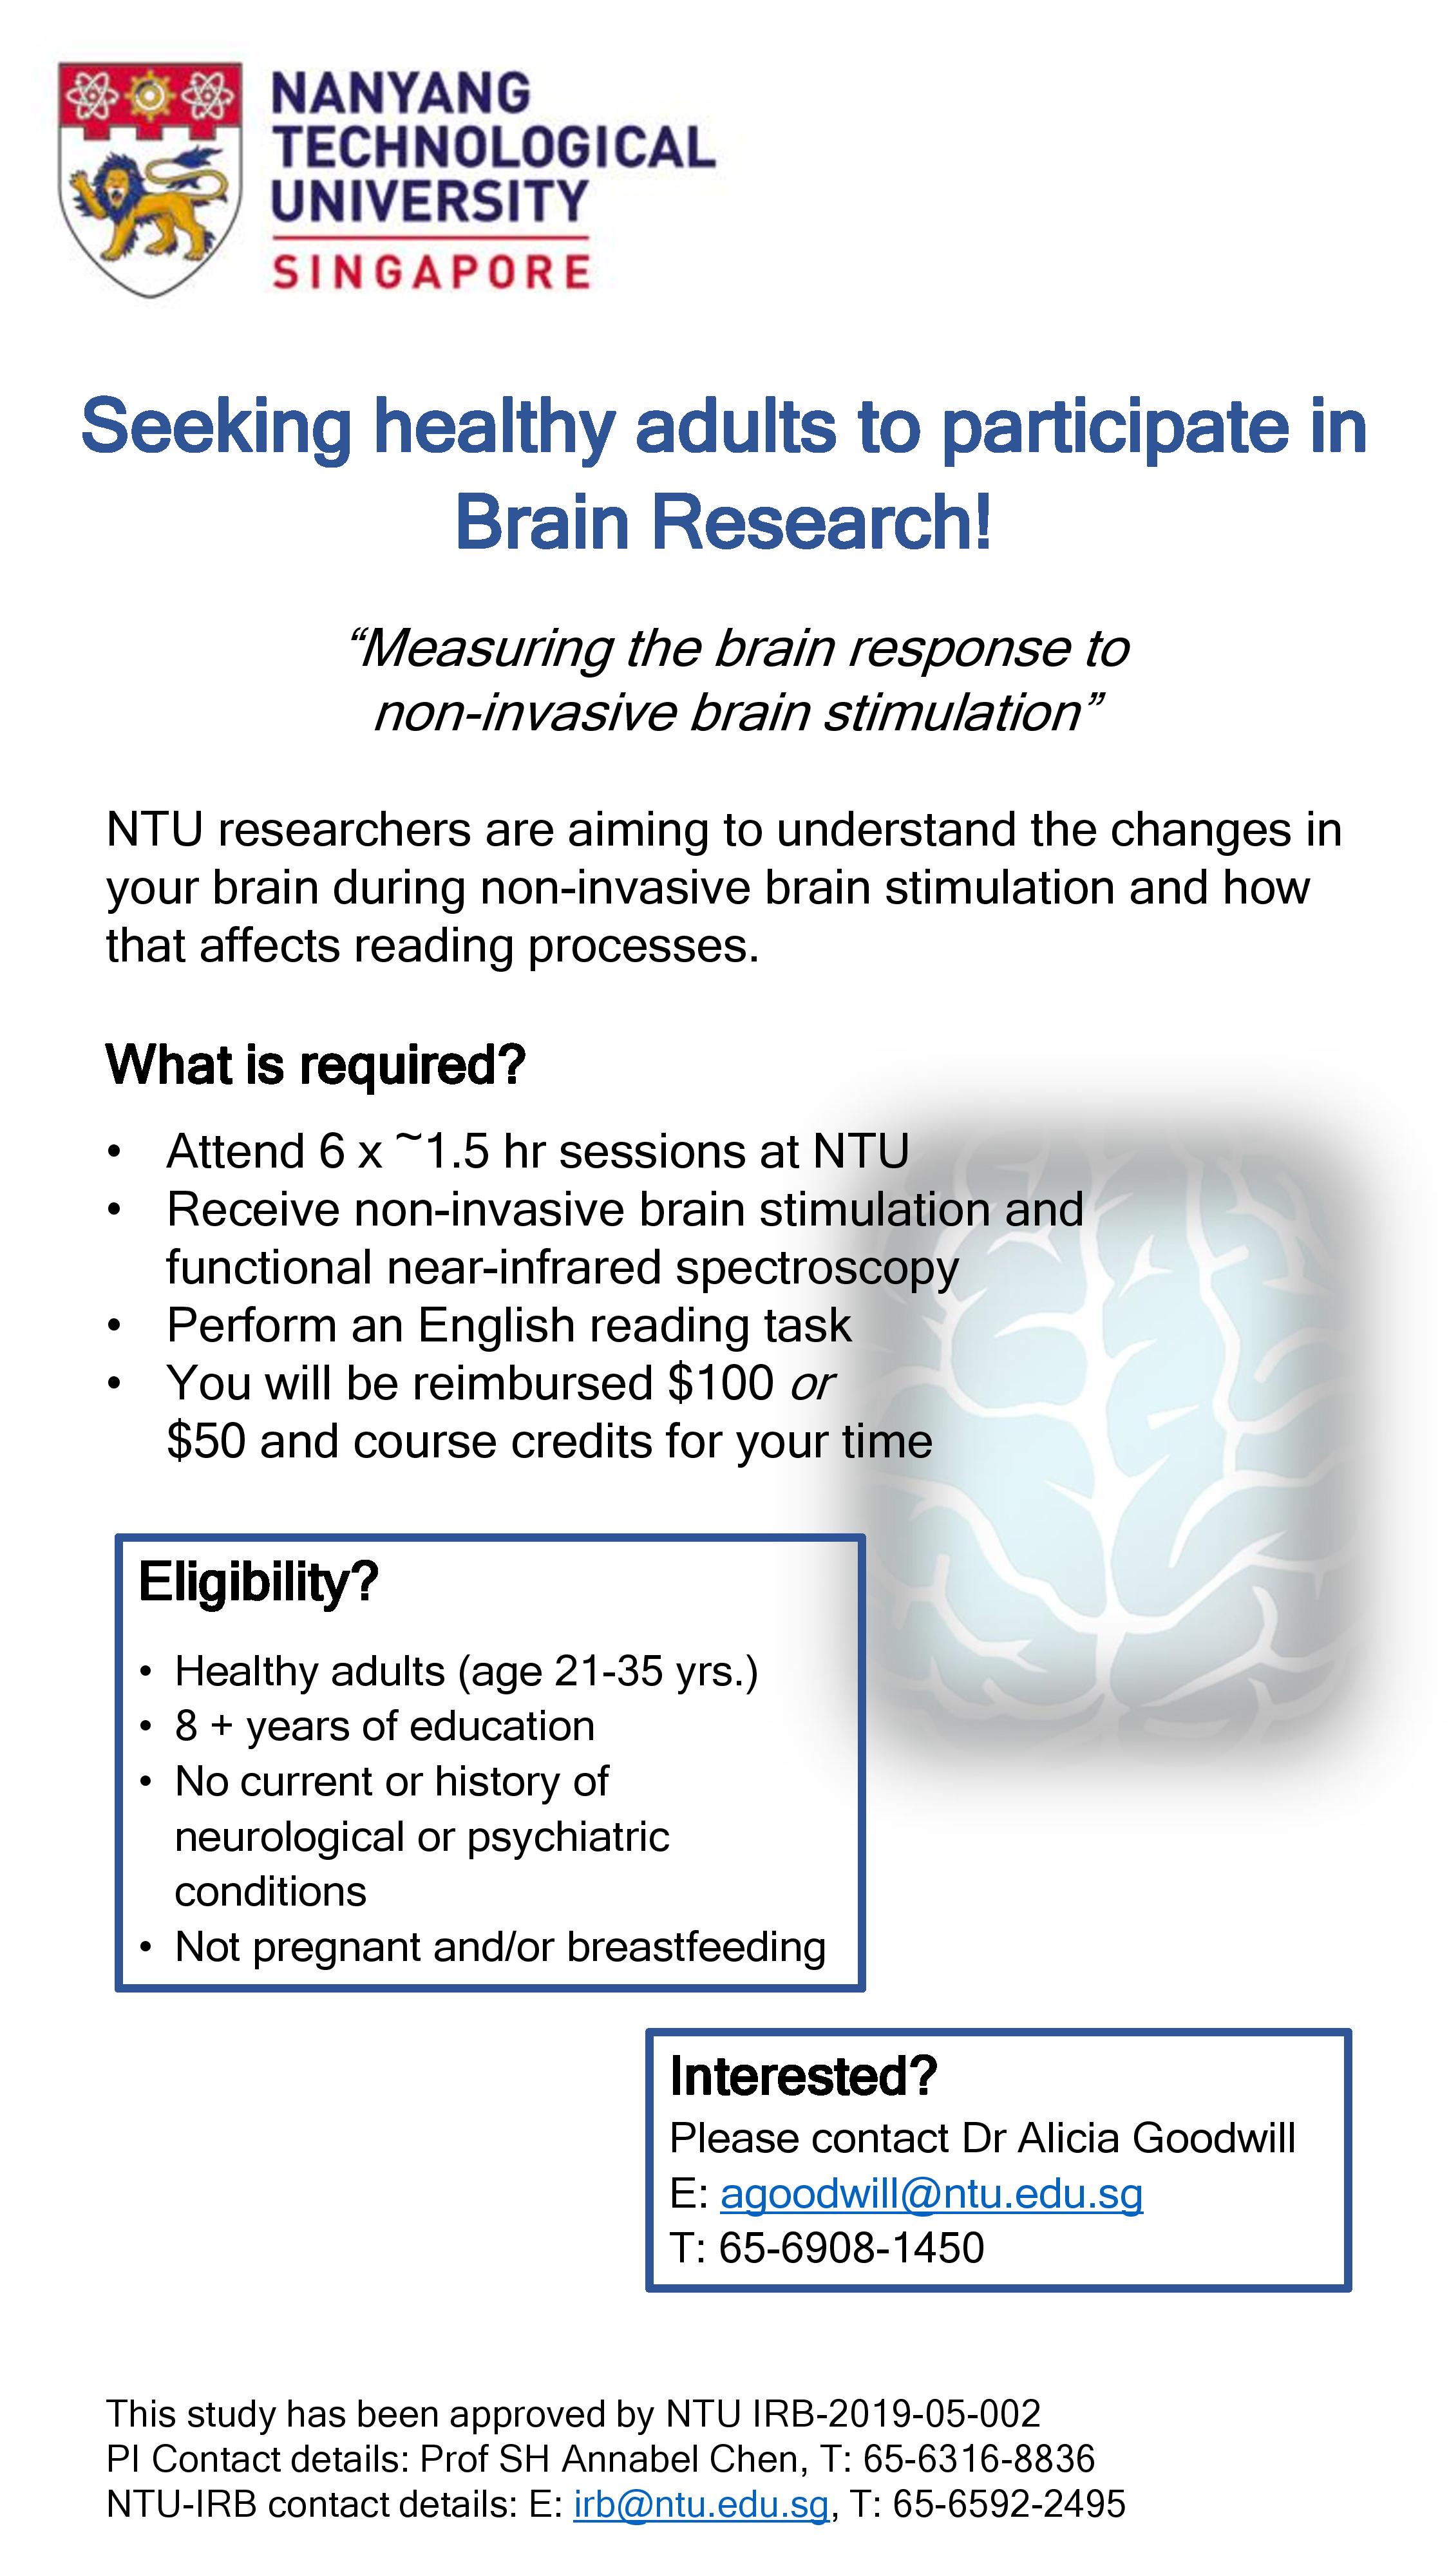 NANYANG
TECHNOLOGICAL
UNIVERSITY
SINGAPORE
Seeking healthy adults to participate in
Brain Research!
“Measuring the brain response to
non-invasive brain stimulation”
NTU researchers are aiming to understand the changes in
your brain during non-invasive brain stimulation and how
that affects reading processes.
What is required?
• Attend 6 x ~1.5 hr sessions at NTU
• Receive non-invasive brain stimulation and
functional near-infrared spectroscopy
• Perform an English reading task
• You will be reimbursed $100 or
$50 and course credits for your time
Eligibility?
• Healthy adults (age 21-35 yrs.)
• 8 + years of education
• No current or history of
neurological or psychiatric
conditions
• Not pregnant and/or breastfeeding
Interested?
Please contact Dr Alicia Goodwill
E: agoodwill@ntu.edu.sg
T: 65-6908-1450
This study has been approved by NTU IRB-2019-05-002
PI Contact details: Prof SH Annabel Chen, T: 65-6316-8836
NTU-IRB contact details: E: irb@ntu.edu.sg, T: 65-6592-2495